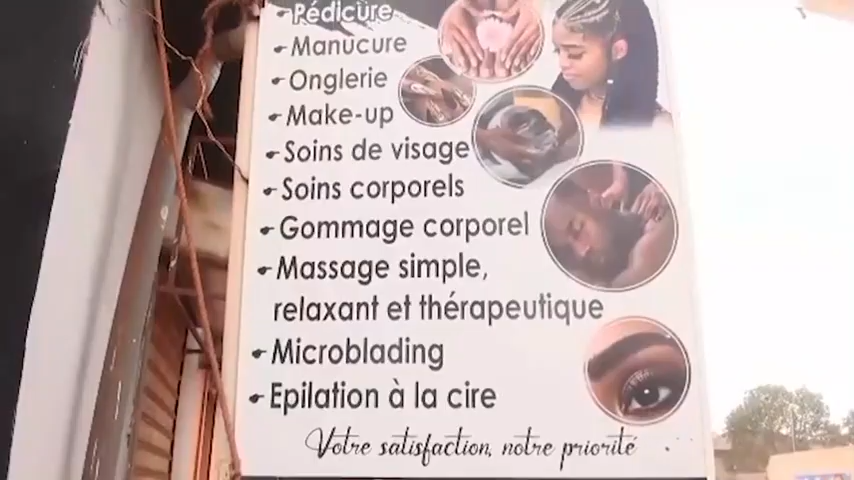 Pédicure
Manucure
Onglerie
Make-up
Soins de visage
Soins corporels
Gommage corporel
Massage simple,
relaxant et thérapeutique
Microblading
Epilation à la cire
Votre satisfaction, notre priorité